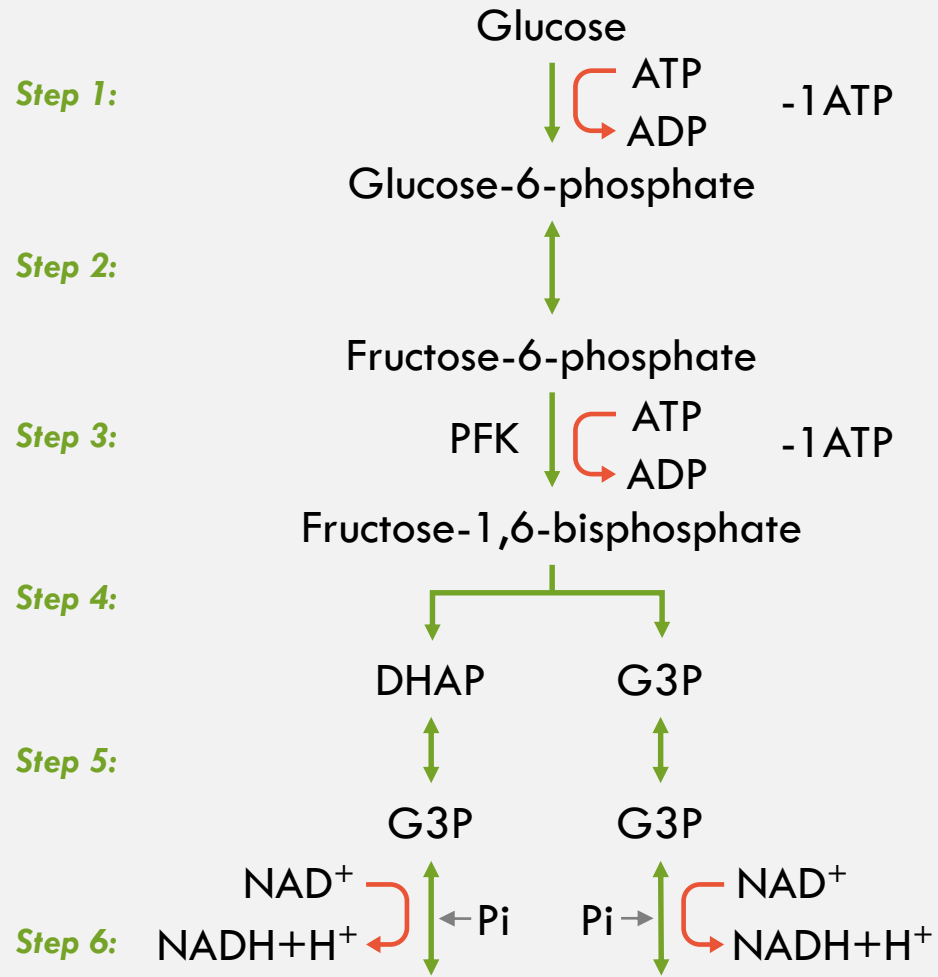 Glucose
Step 1:
ATP
-1ATP
ADP
Glucose-6-phosphate
Step 2:
Fructose-6-phosphate
Step 3:
PFK
ATP
-1ATP
ADP
Fructose-1,6-bisphosphate
Step 4:
DHAP
G3P
Step 5:
G3P
G3P
NAD⁺
NAD⁺
Pi
Pi
Step 6:
NADH+H⁺
NADH+H⁺